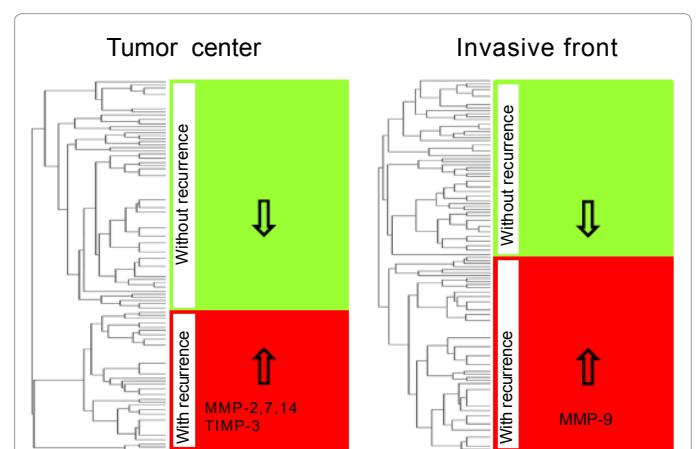 Tumor center
Invasive front
Without recurrence
Without recurrence
With recurrence
MMP-2,7,14
TIMP-3
With recurrence
MMP-9